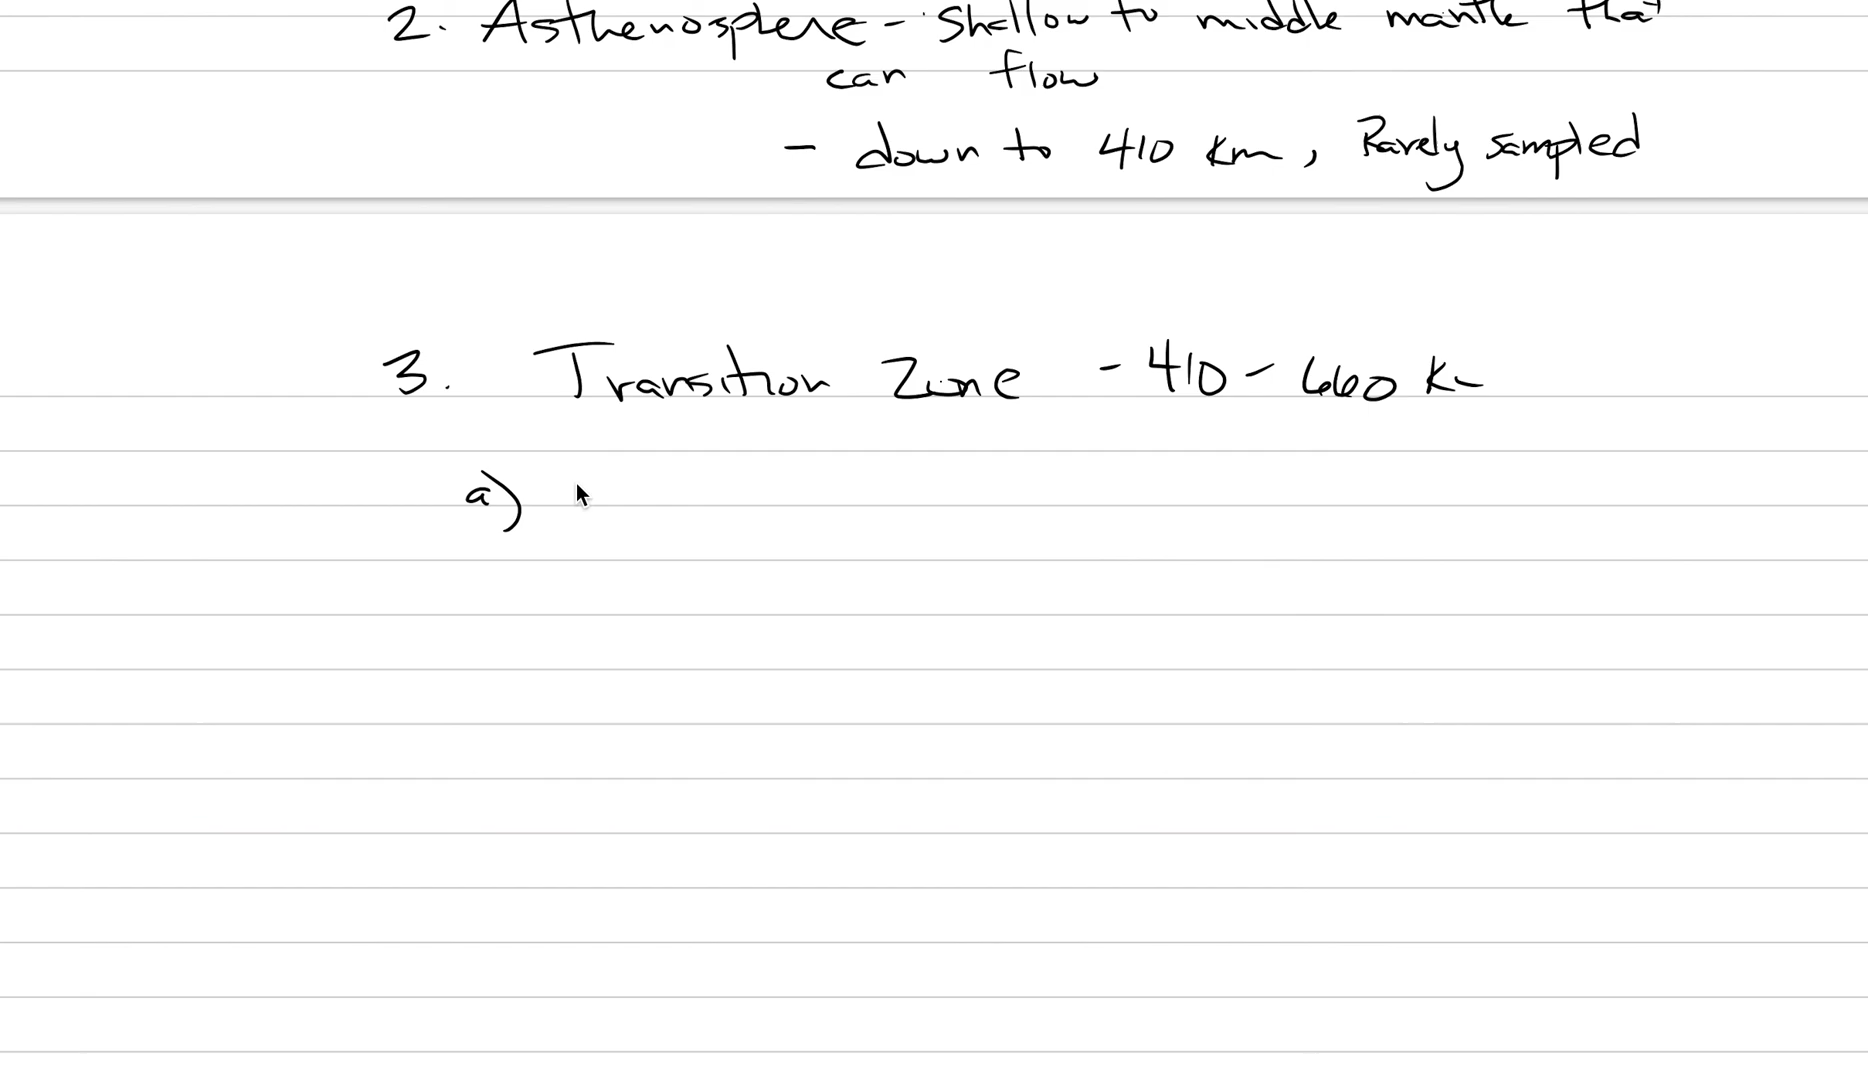 2. Asthenosphere - Shallow to middle mantle that
can flow
- down to 410 km, Rarely sampled
3. Transition Zone - 410 - 660 km
a)